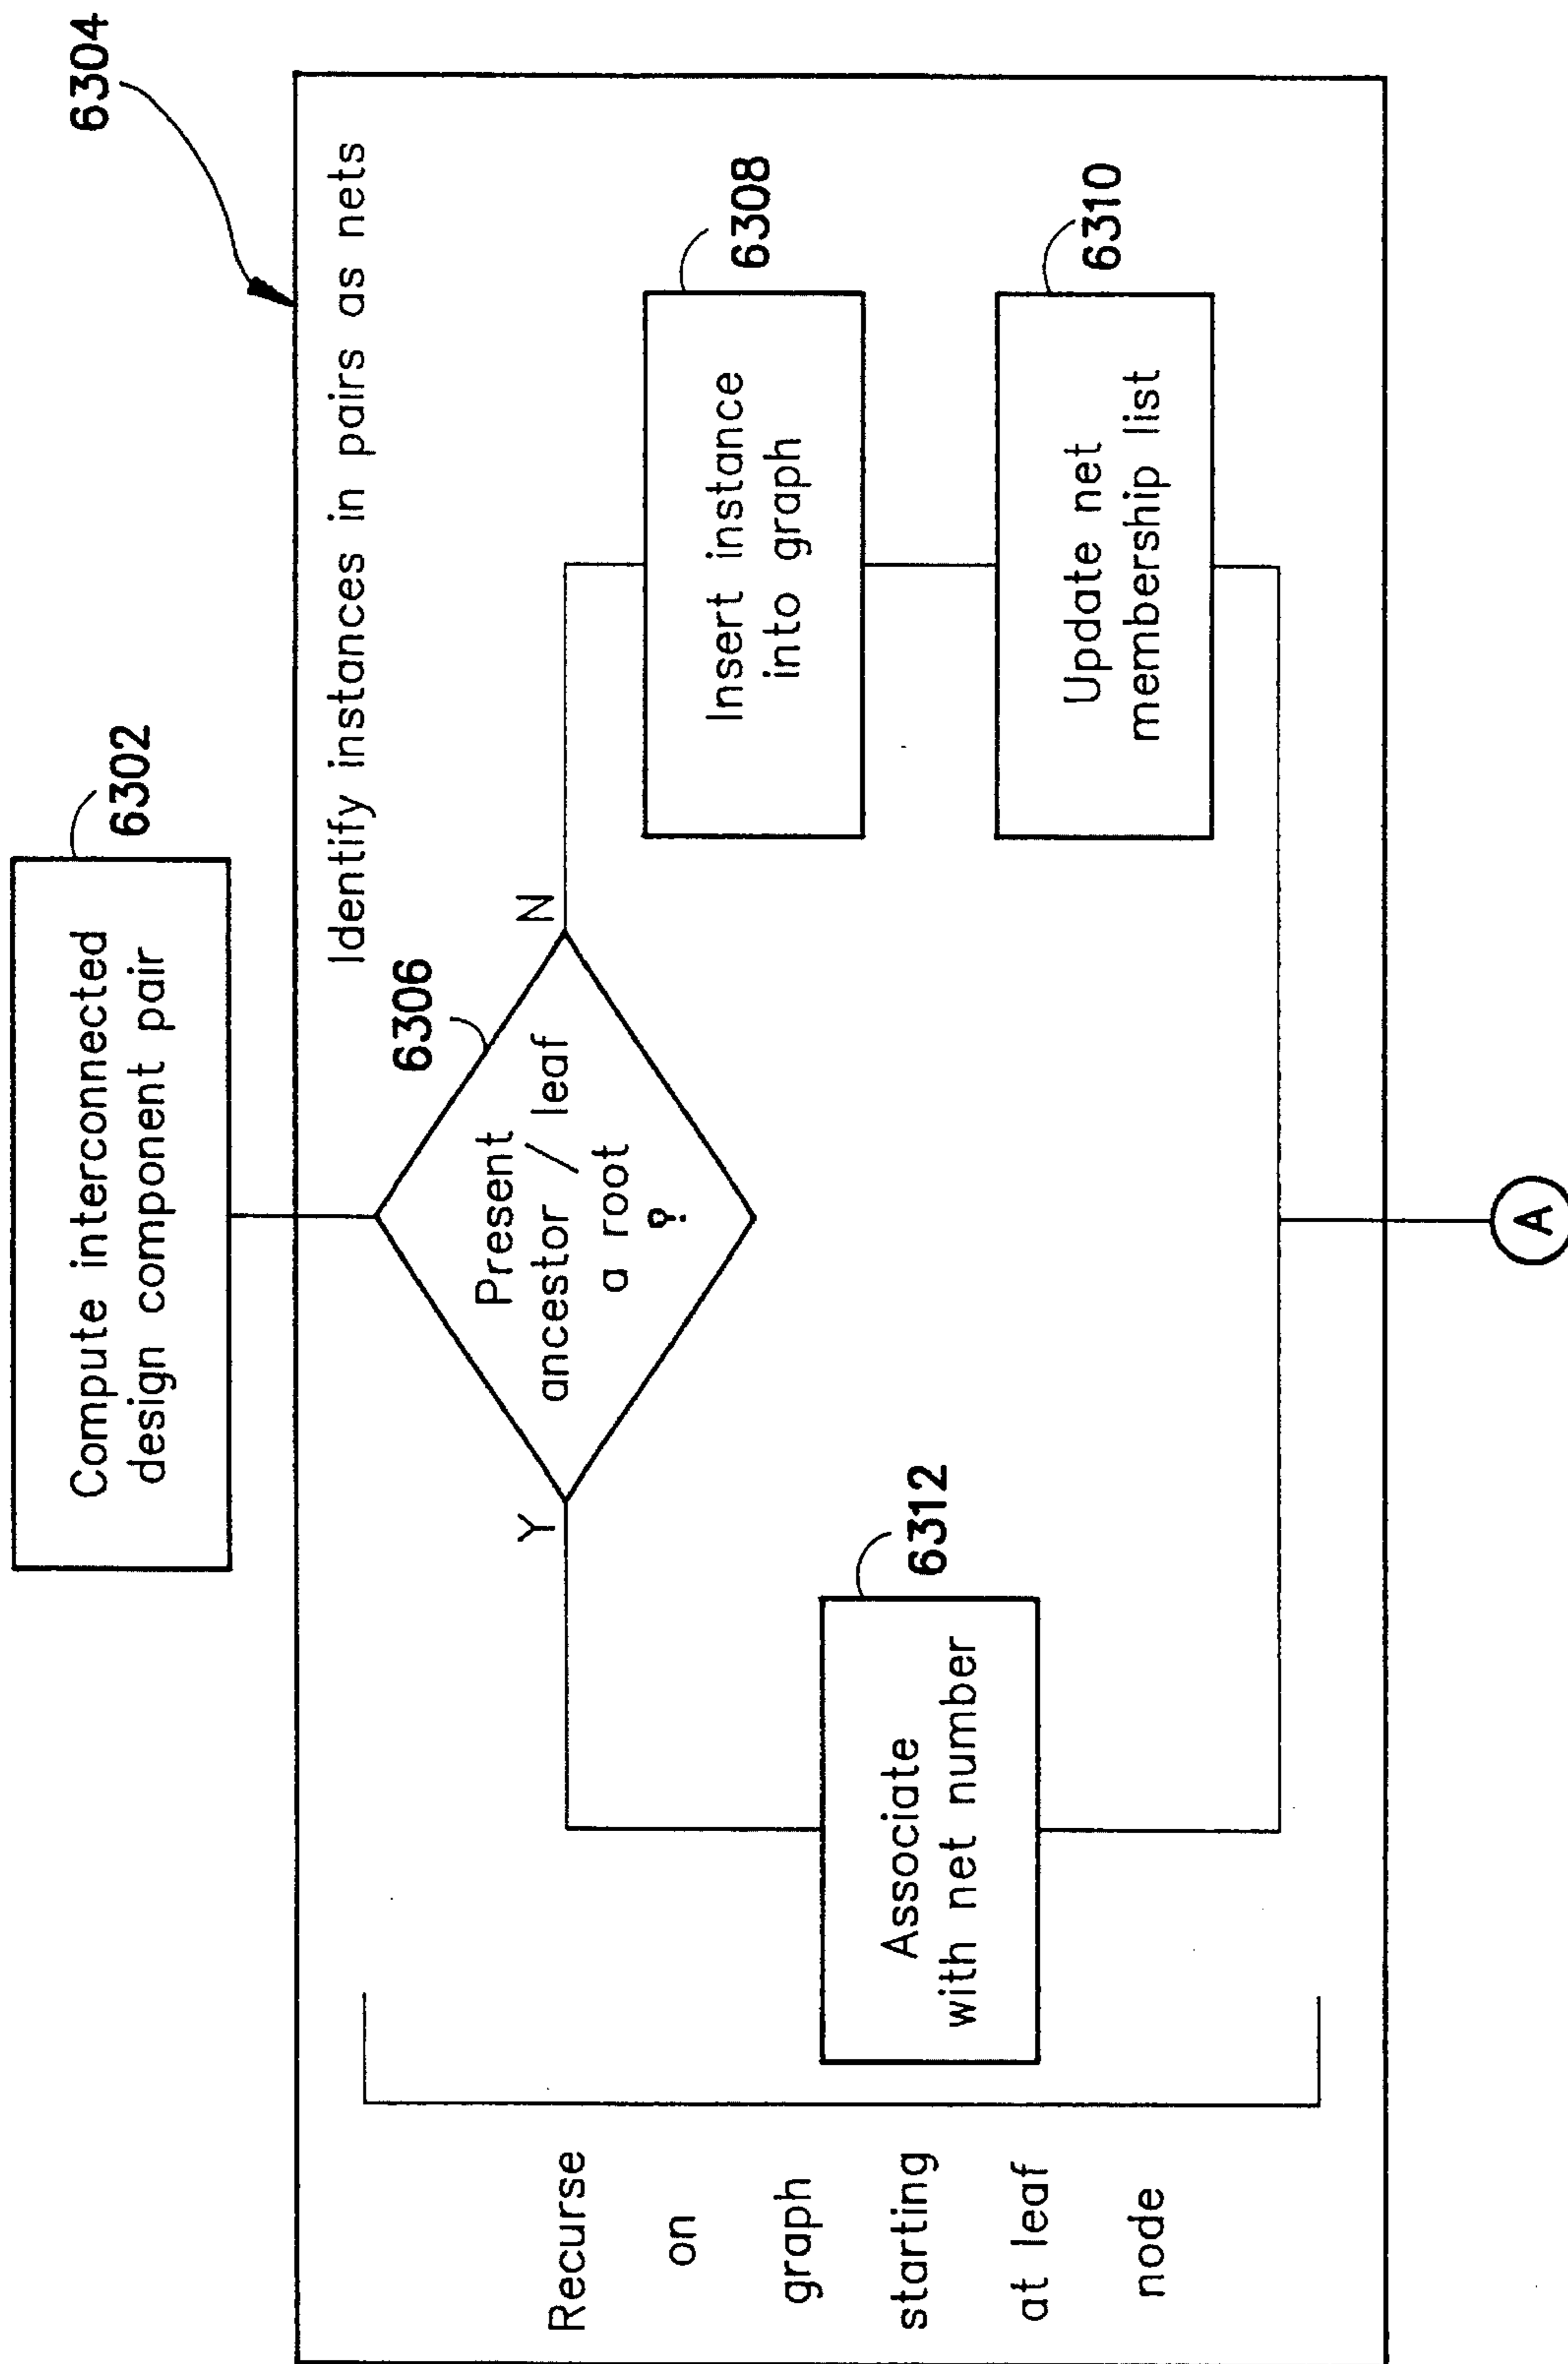 Compute interconnected
design component pair
6302
6304
Identify instances in pairs as nets
6306
Present
ancestor / leaf
a root
?
Y
N
6308
Insert instance
into graph
6310
Update net
membership list
6312
Associate
with net number
Recurse
on
graph
starting
at leaf
node
A